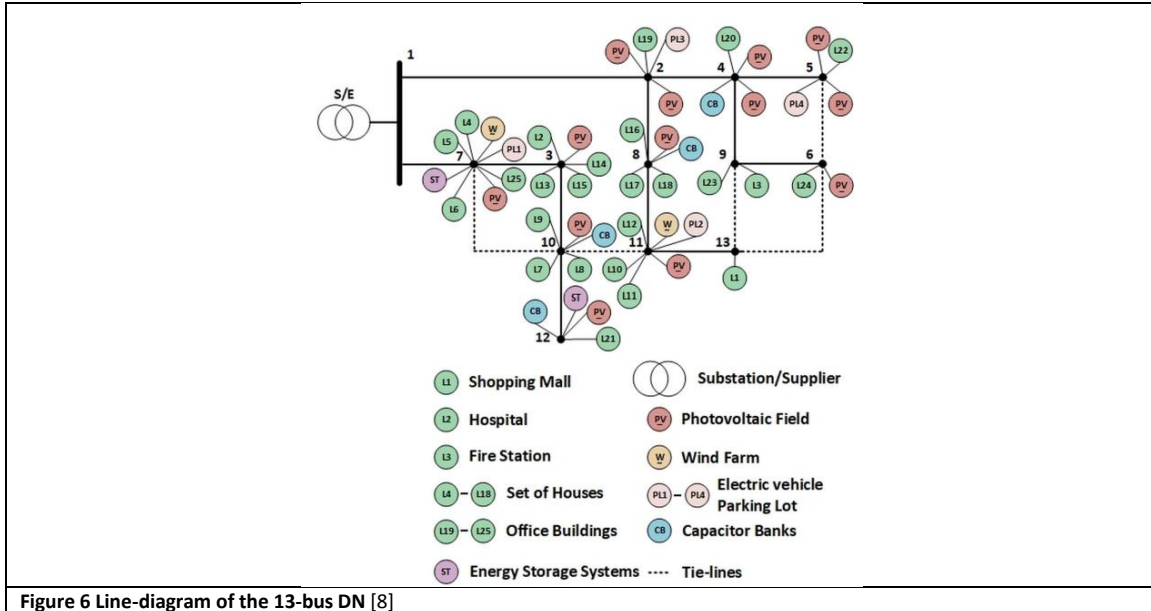 1
S/E
PV
L19
PL3
2
PV
L20
PV
4
CB
PV
PV
L22
5
PL4
PV
L4
W
L5
PL1
7
ST
L25
L6
PV
L2
PV
3
L14
L13
L15
L16
PV
CB
8
L17
L18
9
L23
L3
6
L24
PV
L9
PV
CB
10
L7
L8
L12
W
PL2
11
L10
PV
L11
13
L1
CB
ST
PV
12
L21
L1 Shopping Mall
Substation/Supplier
L2 Hospital
PV Photovoltaic Field
L3 Fire Station
W Wind Farm
L4 - L18 Set of Houses
PL1 - PL4 Electric vehicle
Parking Lot
L19 - L25 Office Buildings
CB Capacitor Banks
ST Energy Storage Systems
Tie-lines
Figure 6 Line-diagram of the 13-bus DN [8]